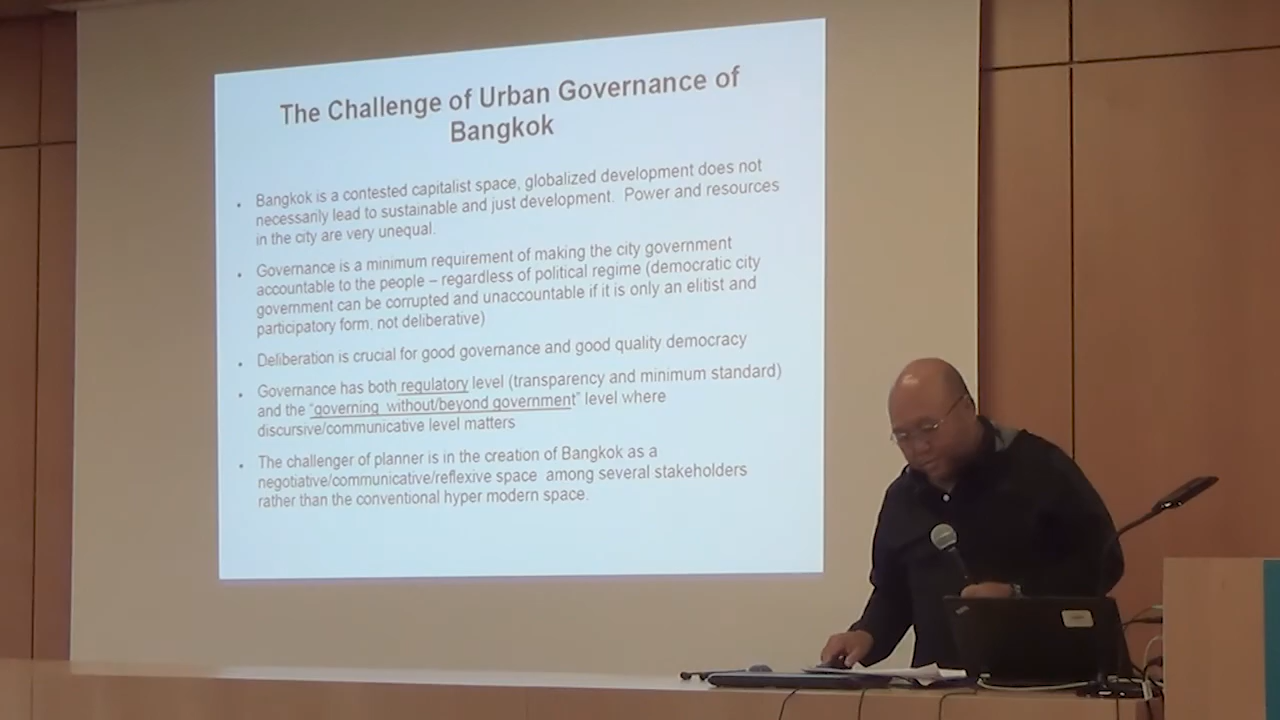 The Challenge of Urban Governance of
Bangkok
• Bangkok is a contested capitalist space, globalized development does not
necessarily lead to sustainable and just development. Power and resources
in the city are very unequal.
• Governance is a minimum requirement of making the city government
accountable to the people – regardless of political regime (democratic city
government can be corrupted and unaccountable if it is only an elitist and
participatory form, not deliberative)
• Deliberation is crucial for good governance and good quality democracy
• Governance has both regulatory level (transparency and minimum standard)
and the "governing without/beyond government" level where
discursive/communicative level matters
• The challenger of planner is in the creation of Bangkok as a
negotiative/communicative/reflexive space among several stakeholders
rather than the conventional hyper modern space.